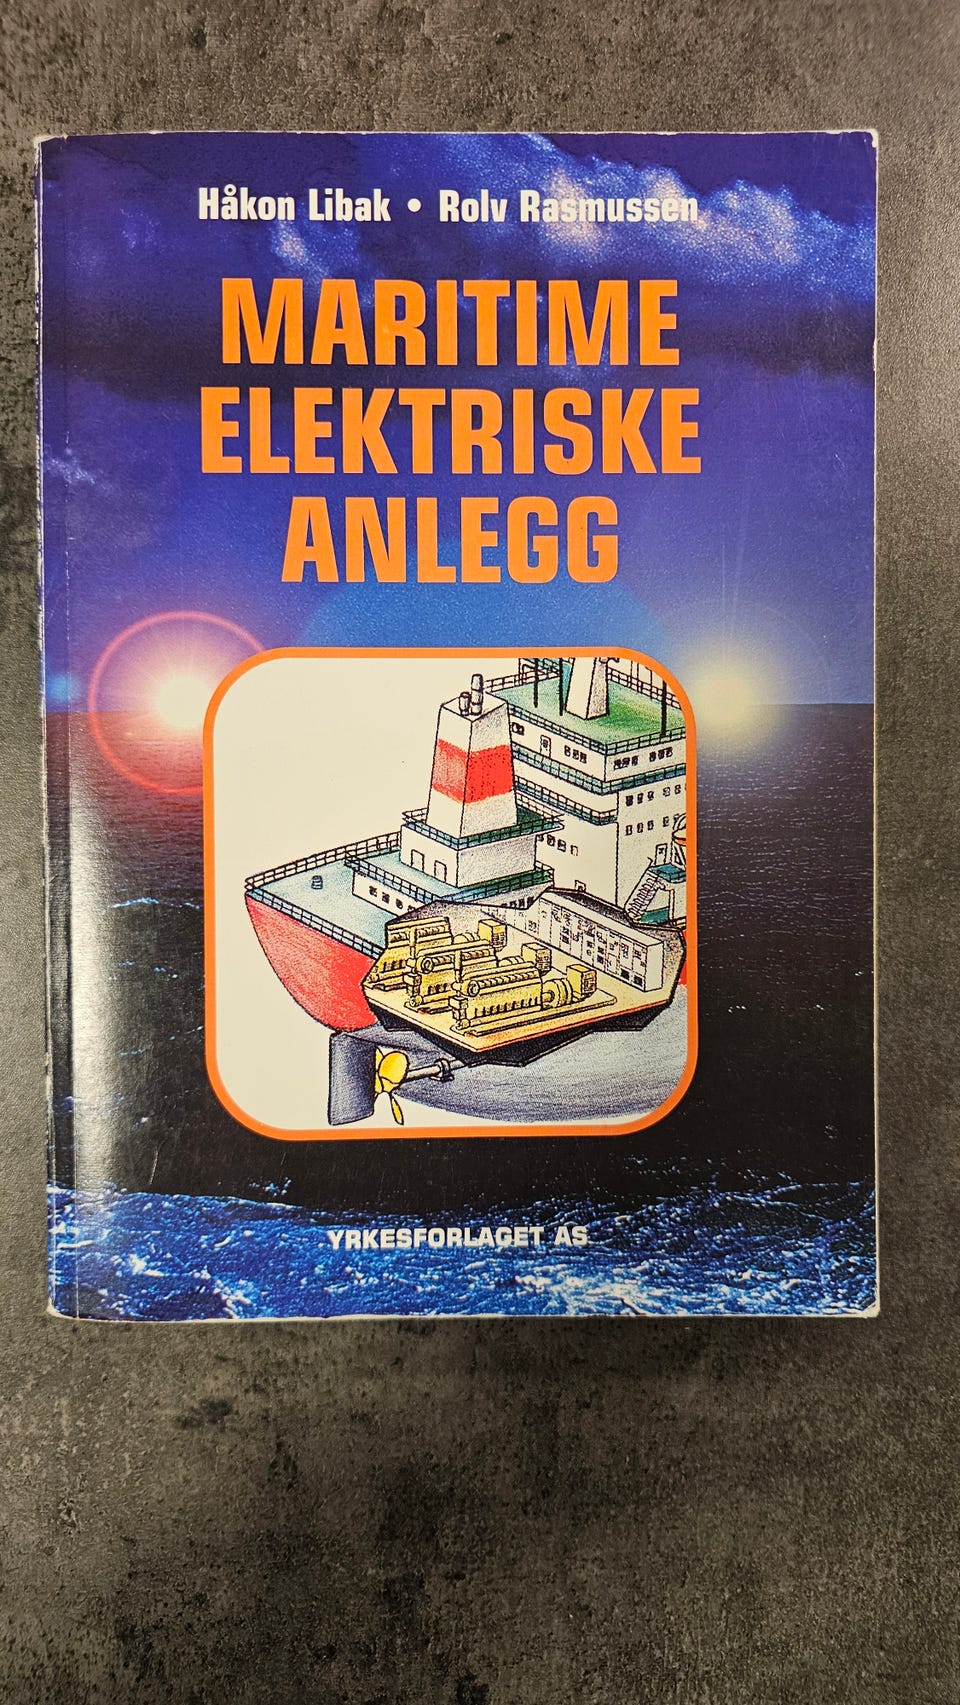 Håkon Libak • Rolv Rasmussen
MARITIME
ELEKTRISKE
ANLEGG
YRKESFORLAGET AS